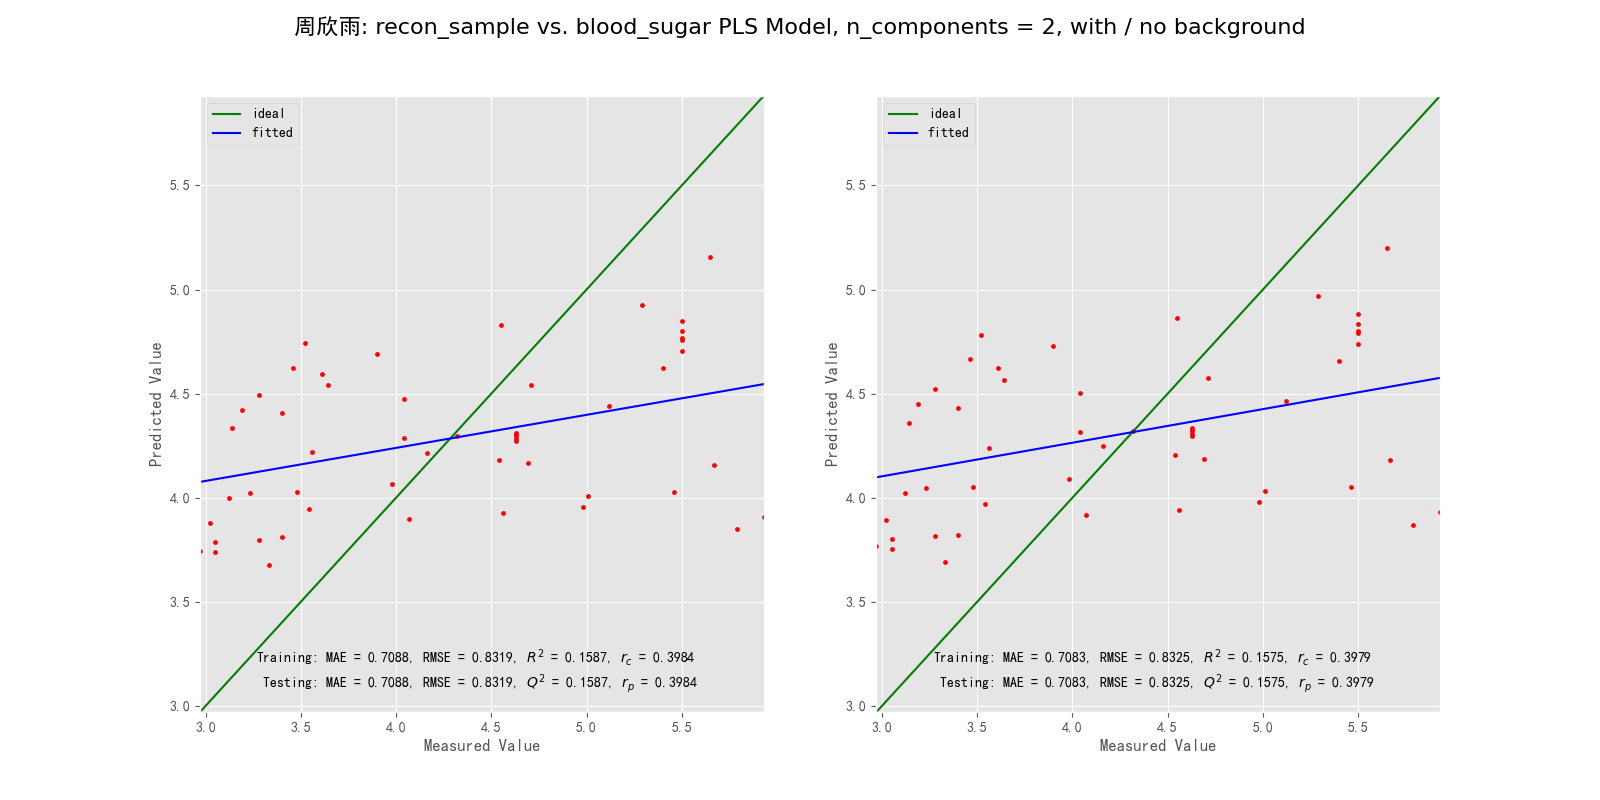 周欣雨: recon_sample vs. blood_sugar PLS Model, n_components = 2, with / no background
ideal
fitted
5.5
5.0
4.5
4.0
3.5
3.0
Predicted Value
Training: MAE = 0.7088, RMSE = 0.8319, R² = 0.1587, r_c = 0.3984
Testing: MAE = 0.7088, RMSE = 0.8319, Q² = 0.1587, r_p = 0.3984
3.0 3.5 4.0 4.5 5.0 5.5
Measured Value
ideal
fitted
5.5
5.0
4.5
4.0
3.5
3.0
Predicted Value
Training: MAE = 0.7083, RMSE = 0.8325, R² = 0.1575, r_c = 0.3979
Testing: MAE = 0.7083, RMSE = 0.8325, Q² = 0.1575, r_p = 0.3979
3.0 3.5 4.0 4.5 5.0 5.5
Measured Value